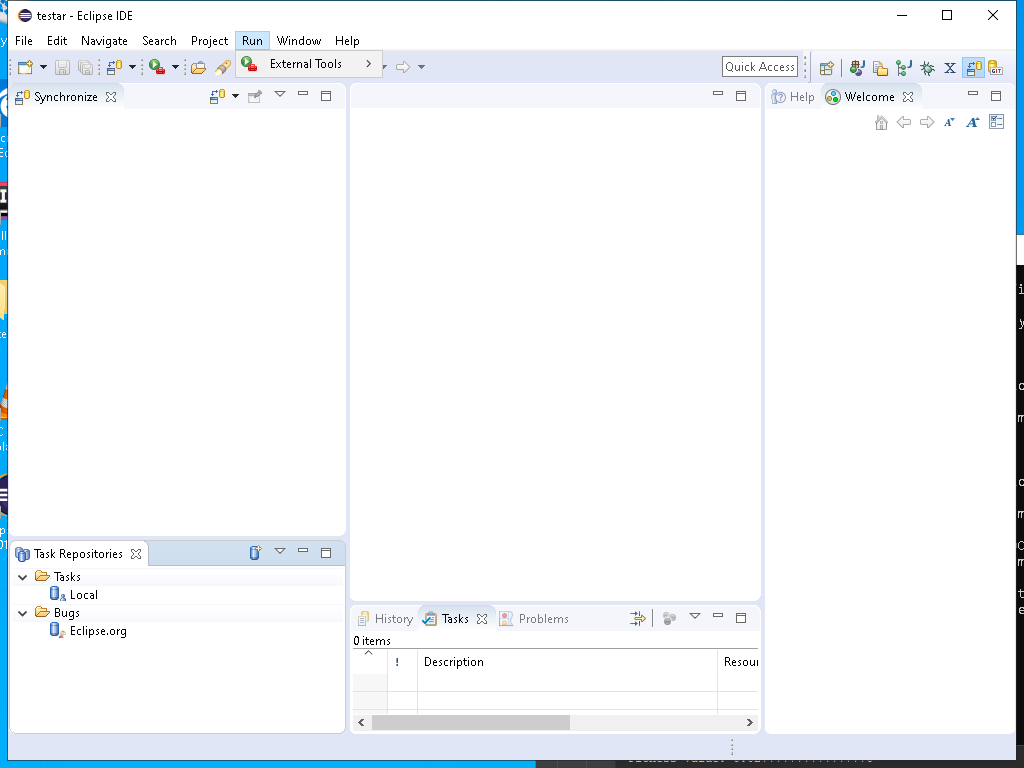 testar - Eclipse IDE
File Edit Navigate Search Project Run Window Help
External Tools
Quick Access
Synchronize
Help
Welcome
Task Repositories
Tasks
Local
Bugs
Eclipse.org
History
Tasks
Problems
0 items
! Description Resou